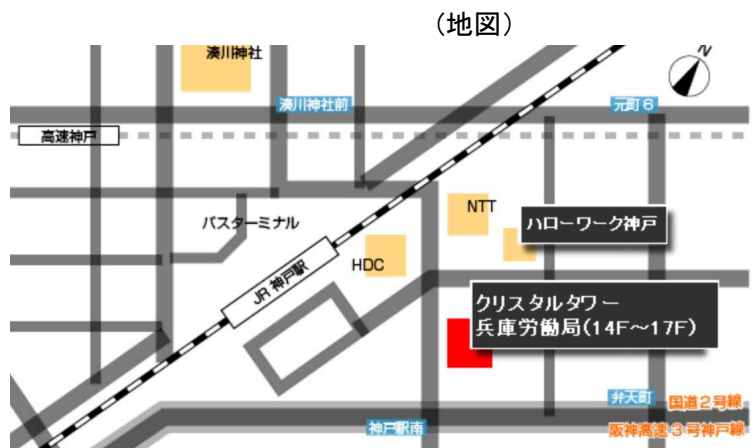 (地図)
湊川神社
N
湊川神社前
元町6
高速神戸
NTT
ハローワーク神戸
バスターミナル
HDC
JR 神戸駅
クリスタルタワー
兵庫労働局(14F~17F)
弁天町
国道2号線
神戸駅南
阪神高速3号神戸線